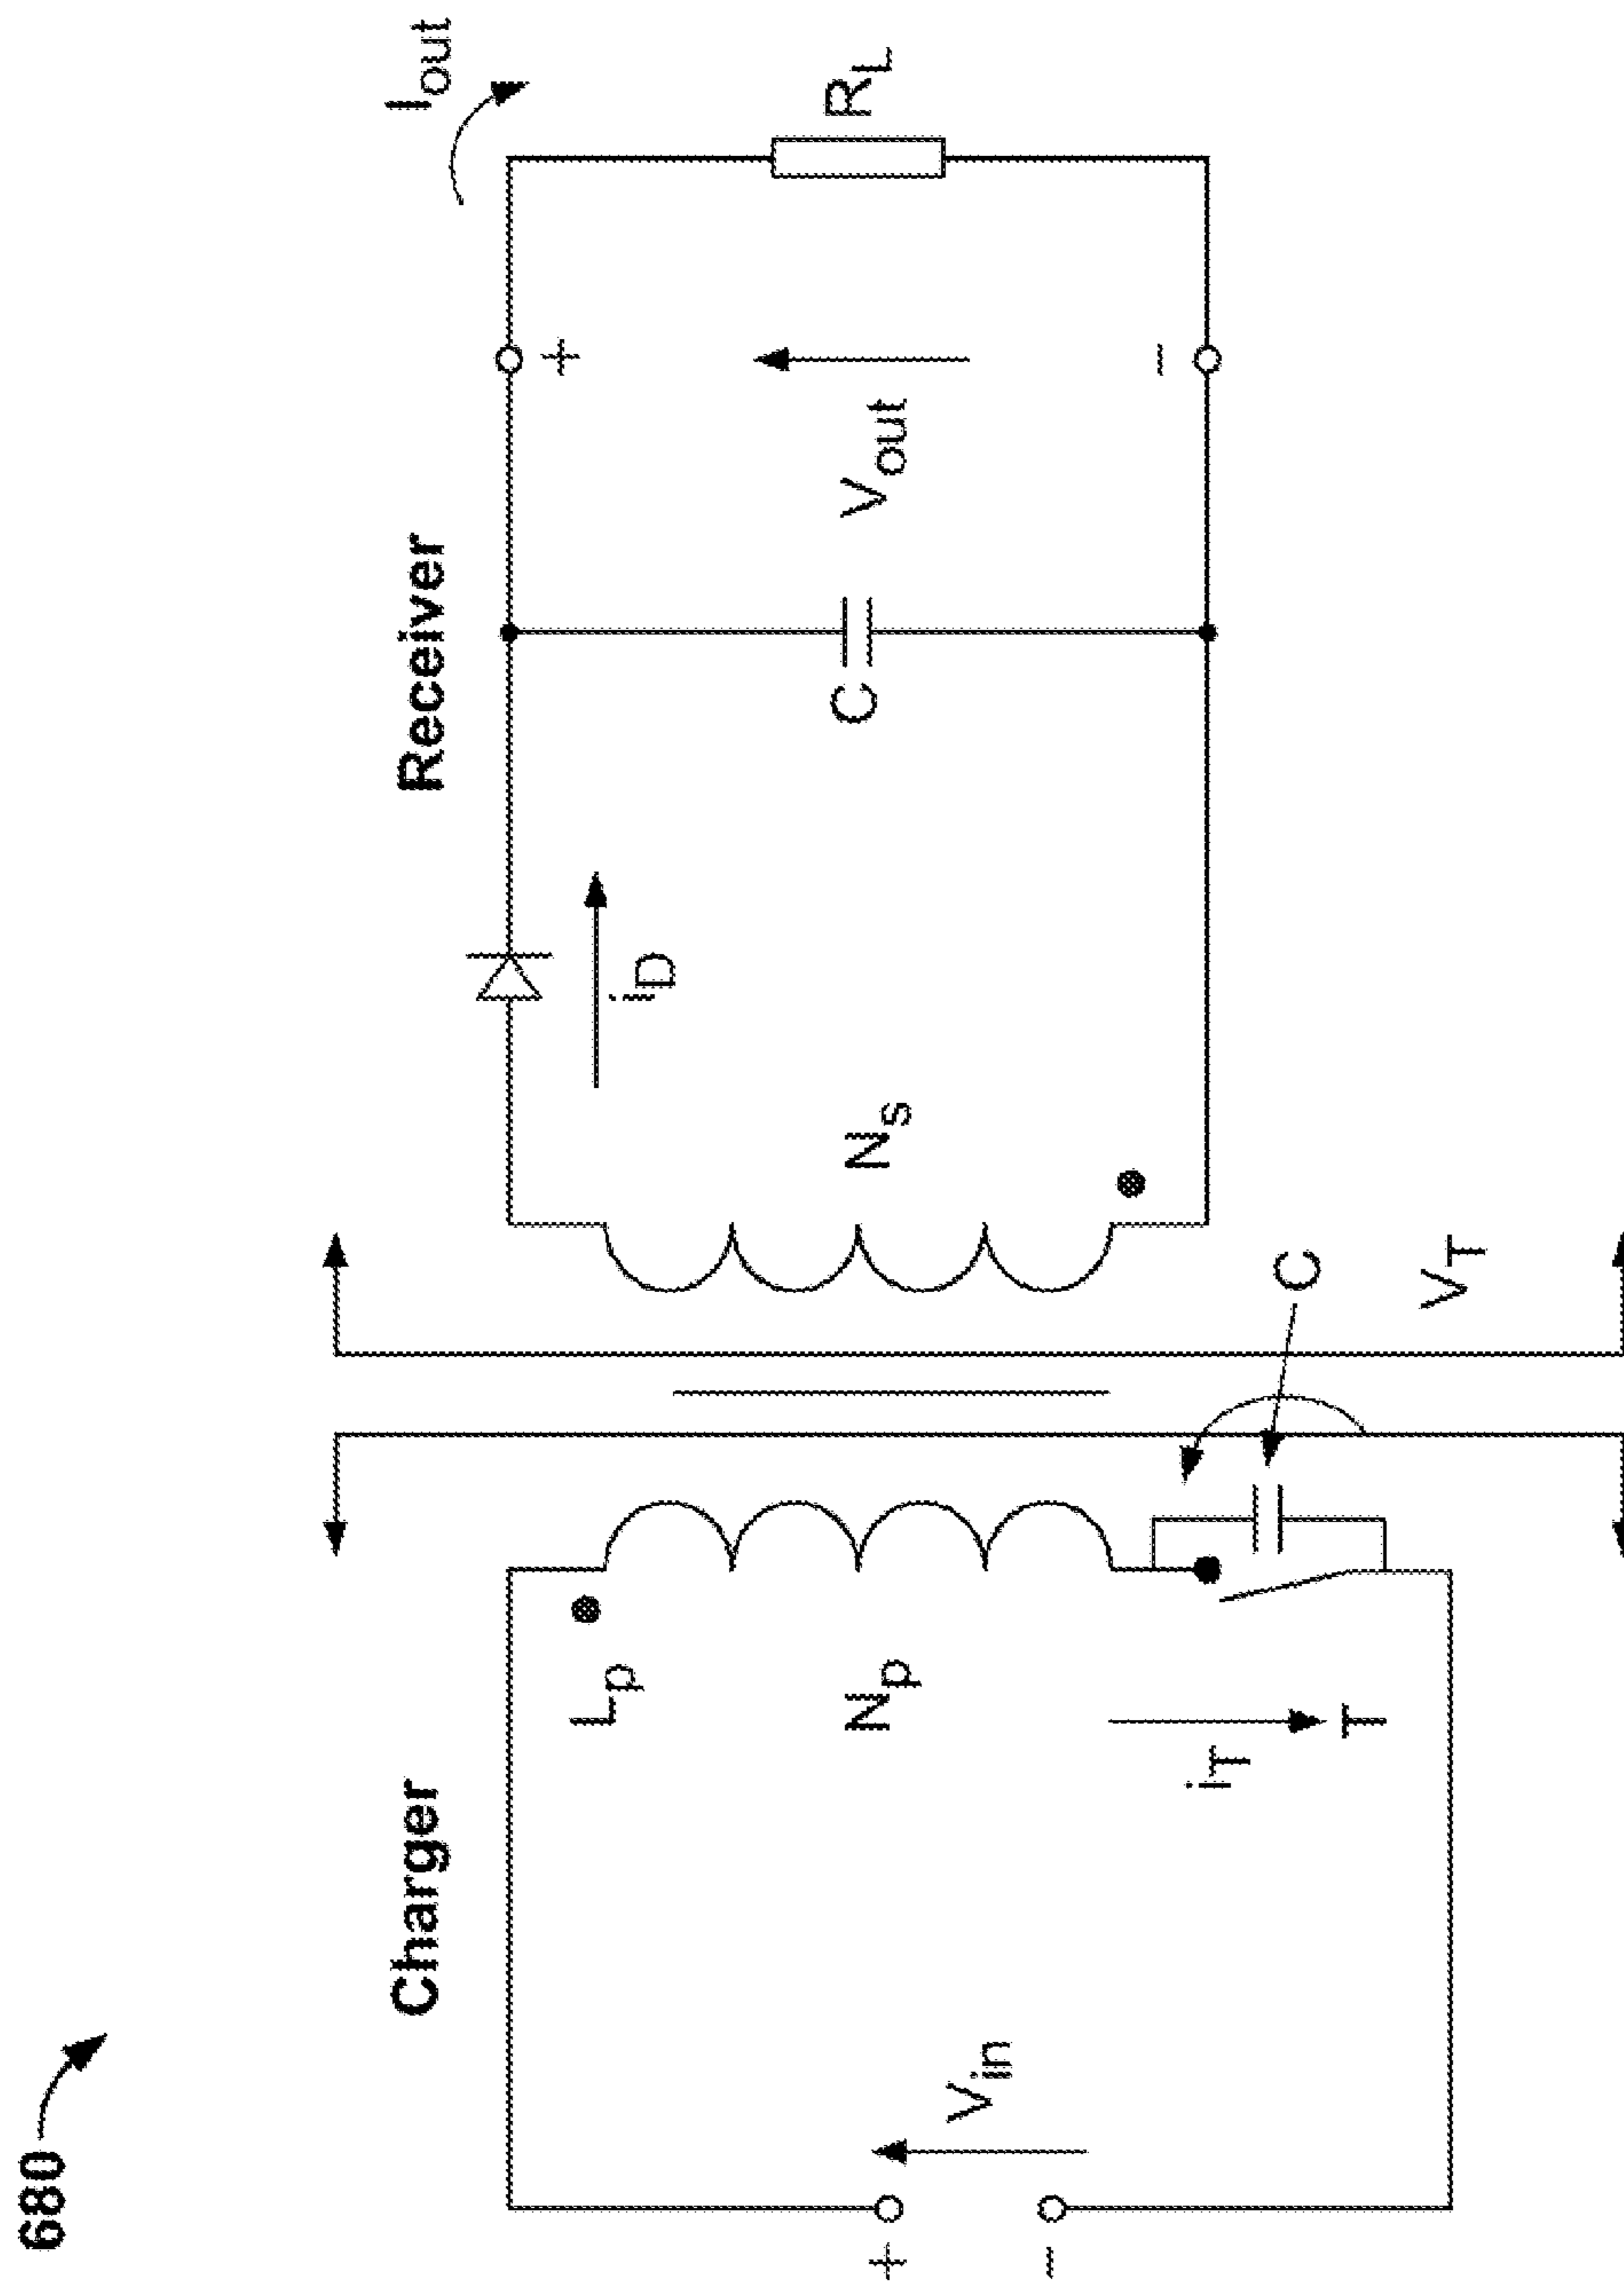 680
Charger
Receiver
Iout
Lp
iD
+
Vin
Np
Ns
C
Vout
RL
+
-
iT
T
C
VT
-